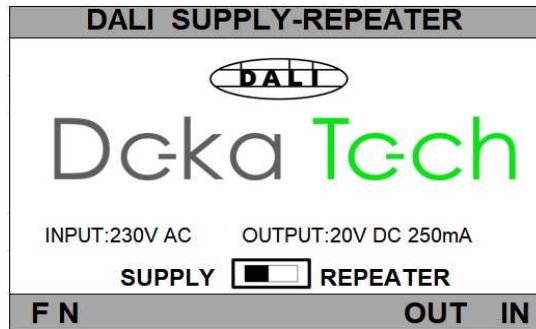 DALI SUPPLY-REPEATER
DALI
Deka Tech
INPUT:230V AC OUTPUT:20V DC 250mA
SUPPLY REPEATER
F N OUT IN